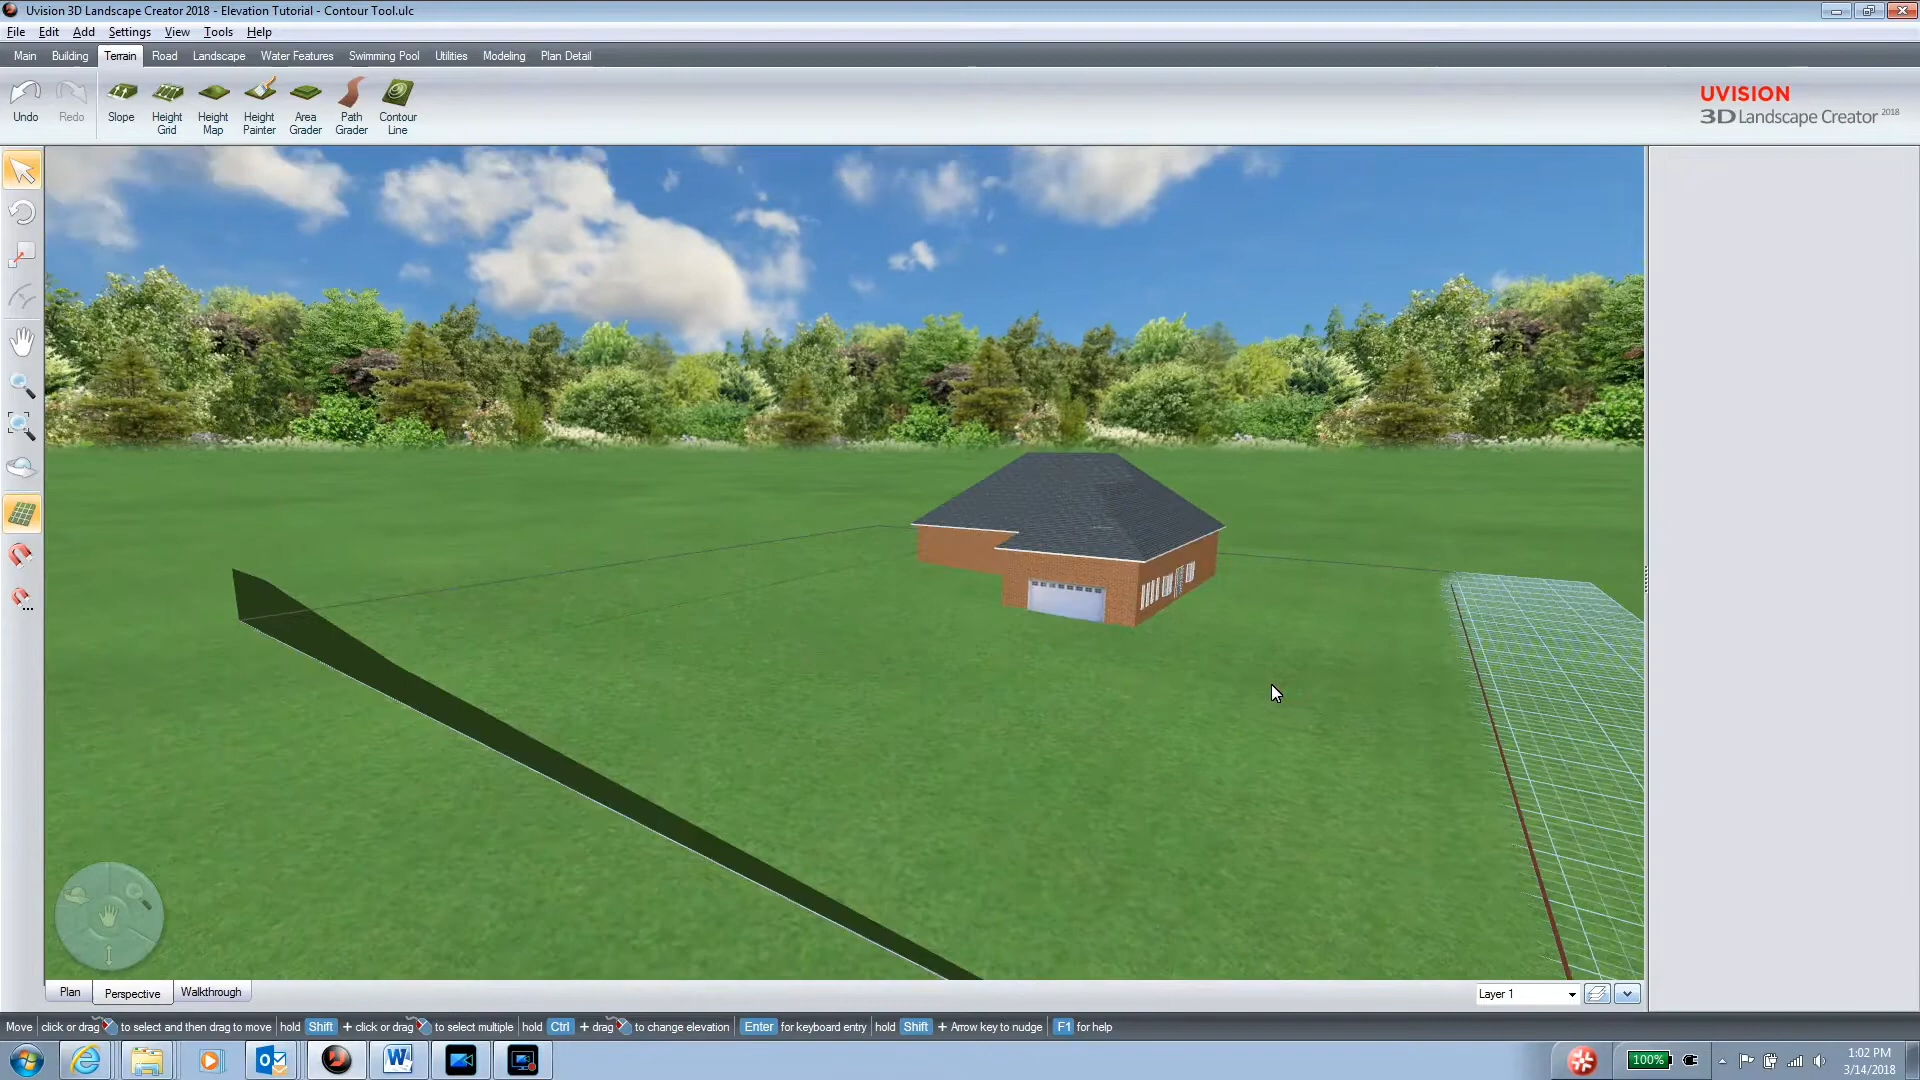 Uvision 3D Landscape Creator 2018 - Elevation Tutorial - Contour Tool.ulc
File Edit Add Settings View Tools Help
Main Building Terrain Road Landscape Water Features Swimming Pool Utilities Modeling Plan Detail
Undo Redo Slope Height Grid Height Map Height Painter Area Grader Path Grader Contour Line
UVISION
3D Landscape Creator 2018
Plan Perspective Walkthrough Layer 1
Move click or drag to select and then drag to move hold Shift + click or drag to select multiple hold Ctrl + drag to change elevation Enter for keyboard entry hold Shift + Arrow key to nudge F1 for help
100%
1:02 PM
3/14/2018